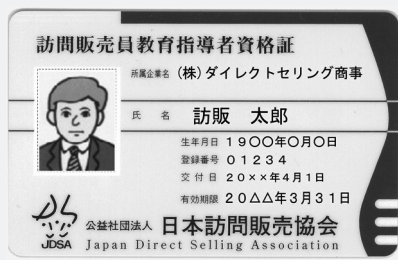 訪問販売員教育指導者資格証
所属企業名 (株)ダイレクトセリング商事
氏名 訪販 太郎
生年月日 19〇〇年〇月〇日
登録番号 01234
交付日 20××年4月1日
有効期限 20△△年3月31日
JDSA
公益社団法人 日本訪問販売協会
Japan Direct Selling Association